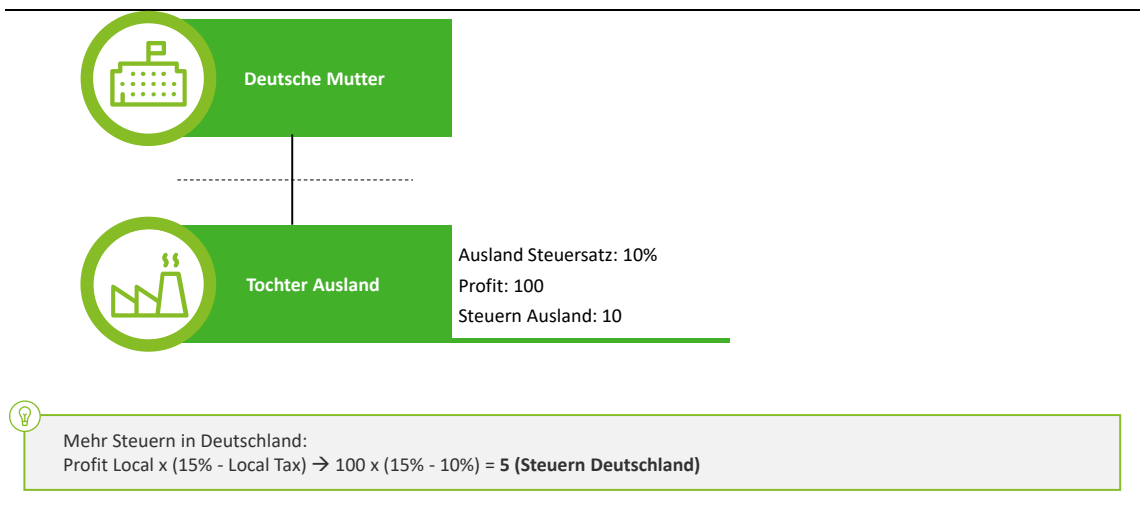 Deutsche Mutter
Tochter Ausland
Ausland Steuersatz: 10%
Profit: 100
Steuern Ausland: 10
Mehr Steuern in Deutschland:
Profit Local x (15% - Local Tax) → 100 x (15% - 10%) = 5 (Steuern Deutschland)